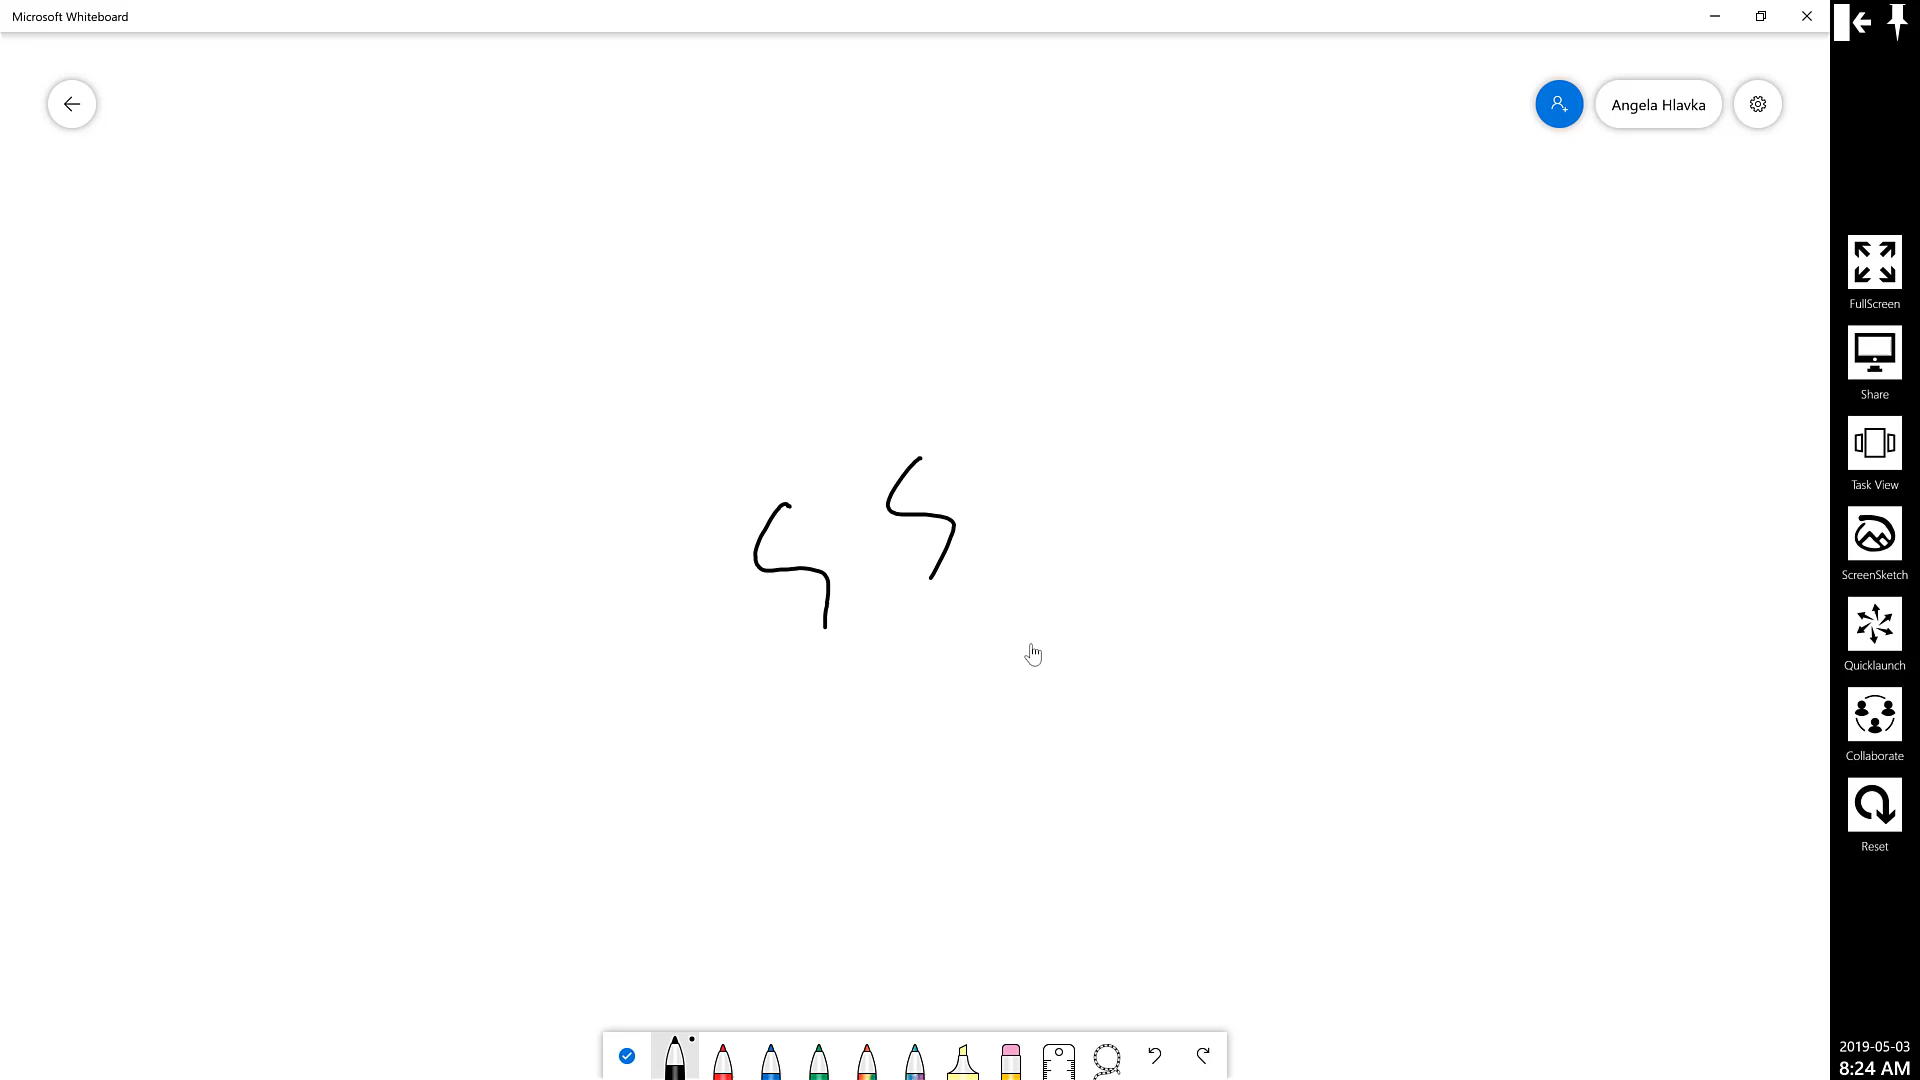 Microsoft Whiteboard
Angela Hlavka
FullScreen
Share
Task View
ScreenSketch
Quicklaunch
Collaborate
Reset
2019-05-03
8:24 AM